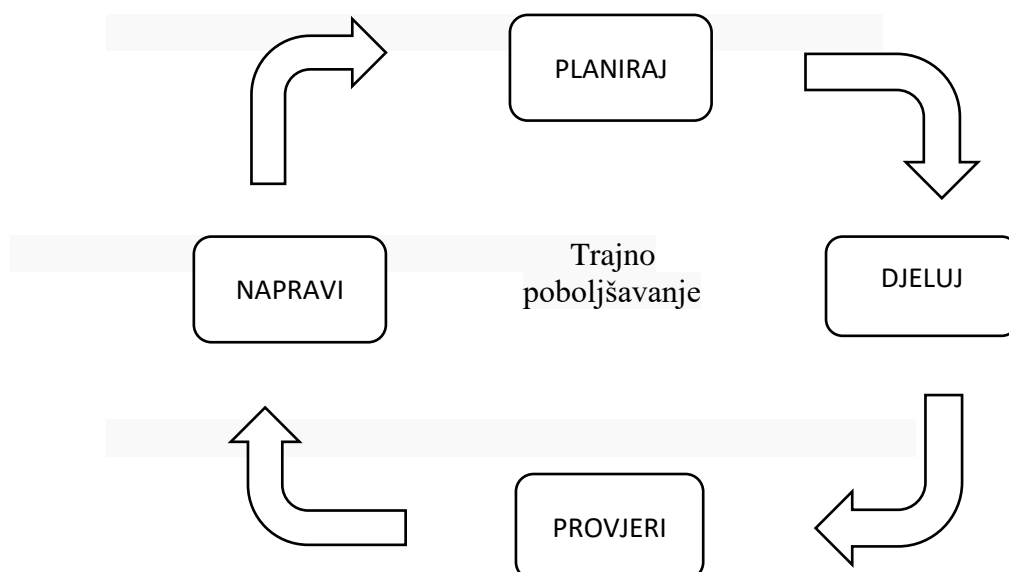 PLANIRAJ
NAPRAVI
Trajno
poboljšavanje
DJELUJ
PROVJERI